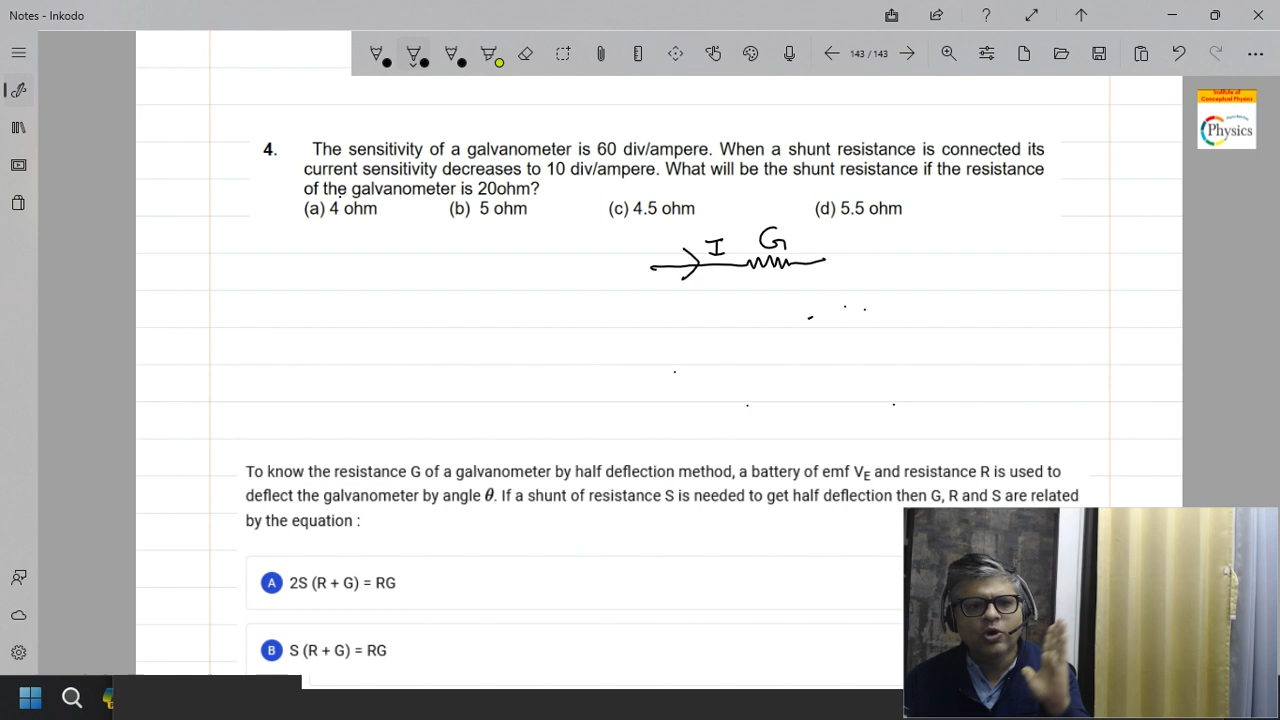 Notes - Inkodo
143 / 143
Institute of
Conceptual Physics
Physics
4. The sensitivity of a galvanometer is 60 div/ampere. When a shunt resistance is connected its
current sensitivity decreases to 10 div/ampere. What will be the shunt resistance if the resistance
of the galvanometer is 20ohm?
(a) 4 ohm (b) 5 ohm (c) 4.5 ohm (d) 5.5 ohm
I G
To know the resistance G of a galvanometer by half deflection method, a battery of emf VE and resistance R is used to
deflect the galvanometer by angle θ. If a shunt of resistance S is needed to get half deflection then G, R and S are related
by the equation :
A 2S (R + G) = RG
B S (R + G) = RG